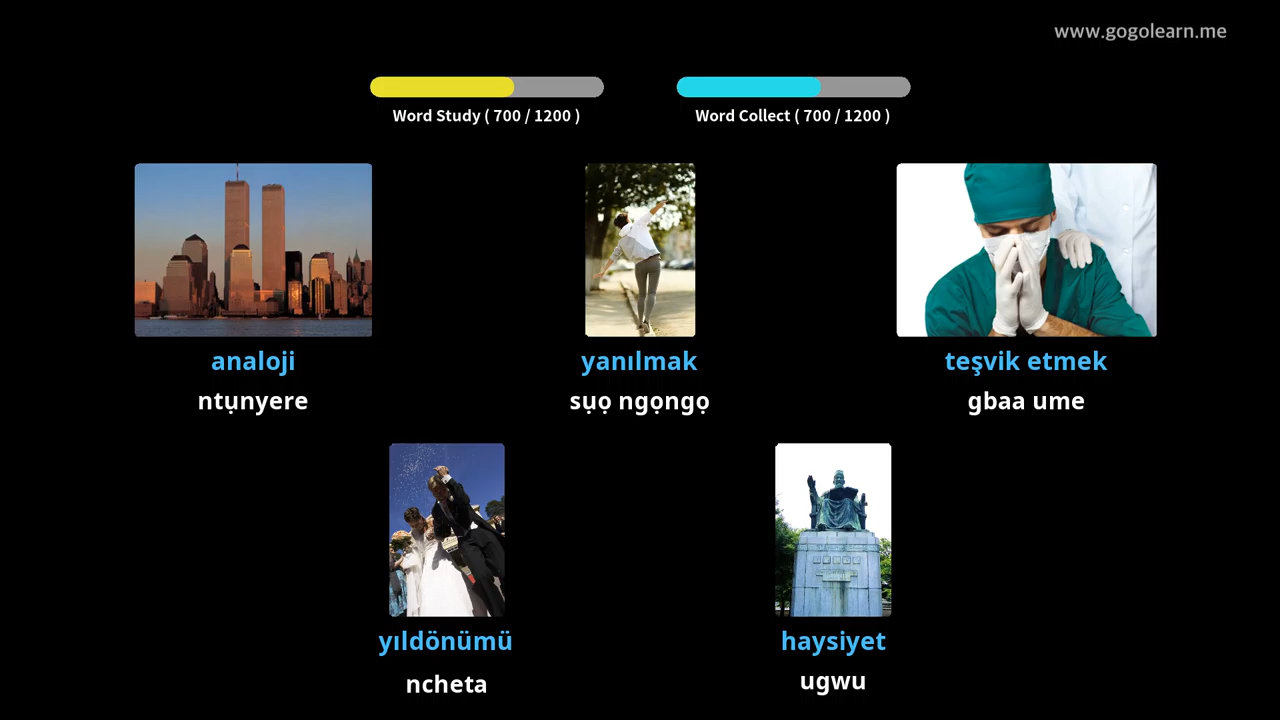 www.gogolearn.me
Word Study ( 700 / 1200 )
Word Collect ( 700 / 1200 )
analoji
ntụnyere
yanılmak
sụọ ngọngọ
teşvik etmek
gbaa ume
yıldönümü
ncheta
haysiyet
ugwu